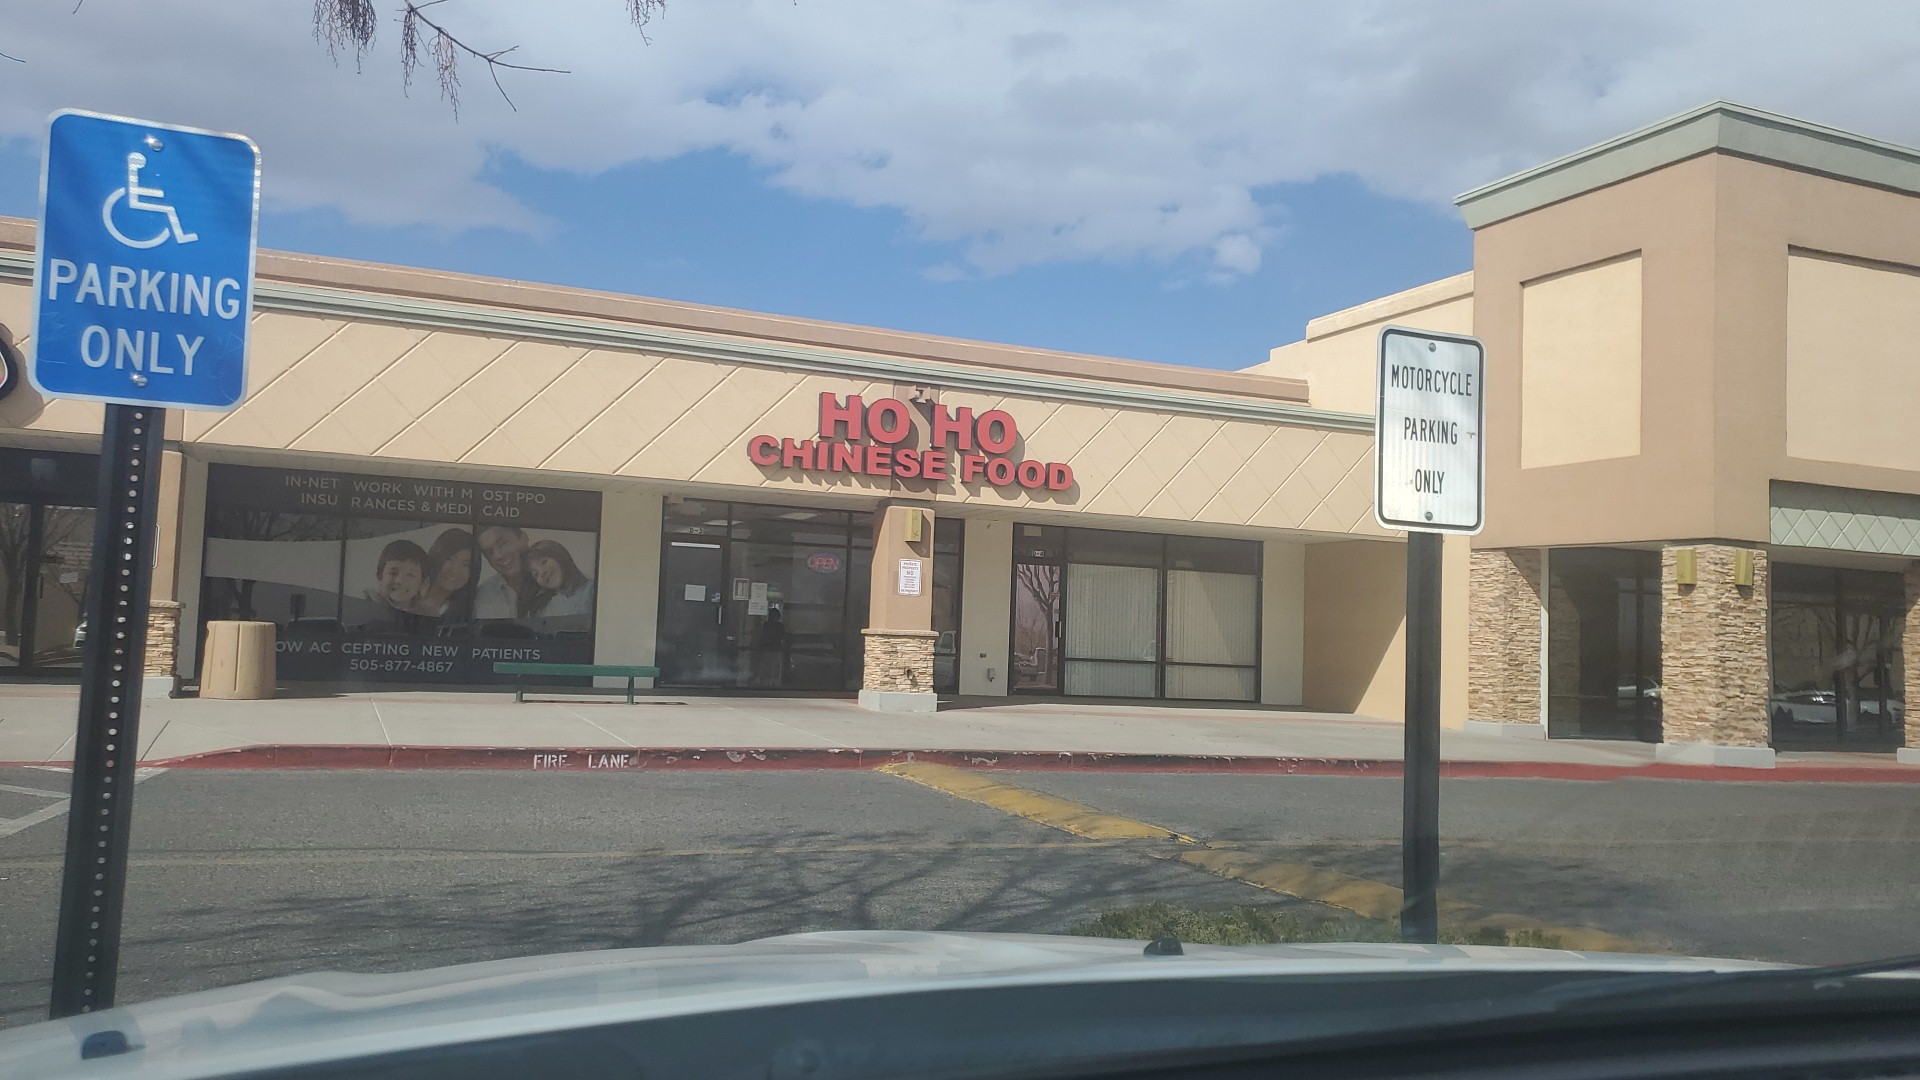 PARKING
ONLY
HO HO
CHINESE FOOD
MOTORCYCLE
PARKING
ONLY
IN-NET WORK WITH M OST PPO
INSU RANCES & MEDI CAID
OPEN
OW AC CEPTING NEW PATIENTS
505-877-4867
FIRE LANE